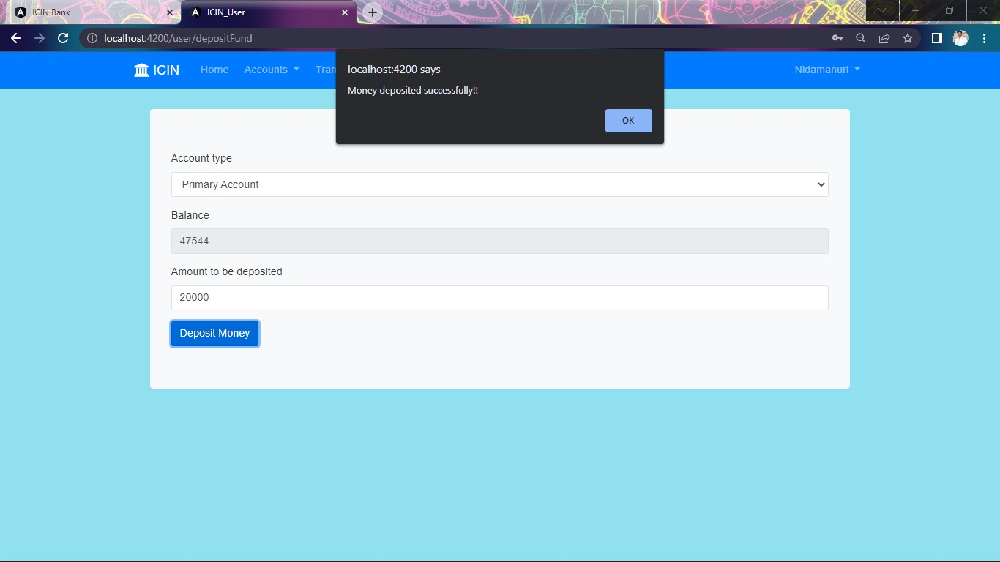 ICIN Bank
ICIN_User
localhost:4200/user/depositFund
ICIN Home Accounts Tran Nidamanuri
localhost:4200 says
Money deposited successfully!!
OK
Account type
Primary Account
Balance
47544
Amount to be deposited
20000
Deposit Money